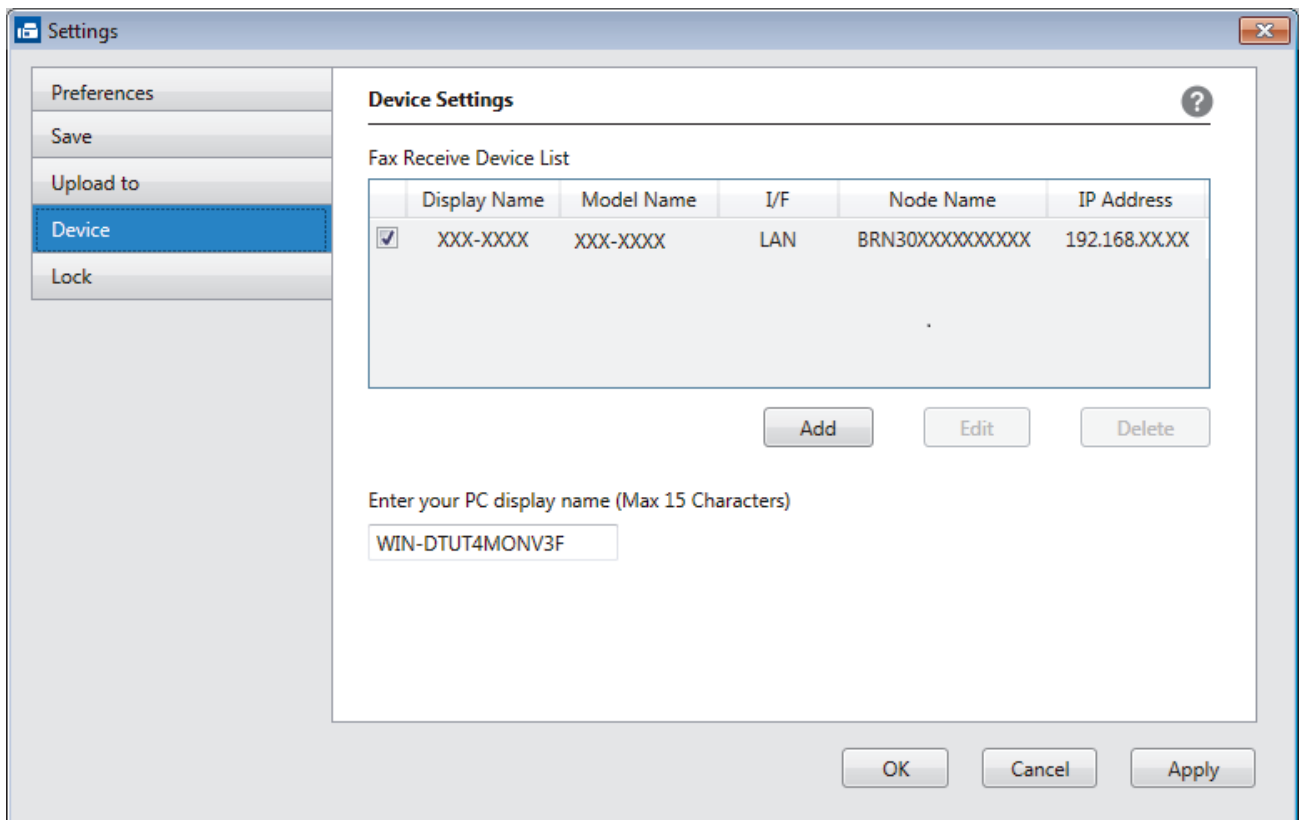 Settings
Preferences
Save
Upload to
Device
Lock
Device Settings
?
Fax Receive Device List
Display Name Model Name I/F Node Name IP Address
XXX-XXXX XXX-XXXX LAN BRN30XXXXXXXXXX 192.168.XX.XX
Add Edit Delete
Enter your PC display name (Max 15 Characters)
WIN-DTUT4MONV3F
OK Cancel Apply